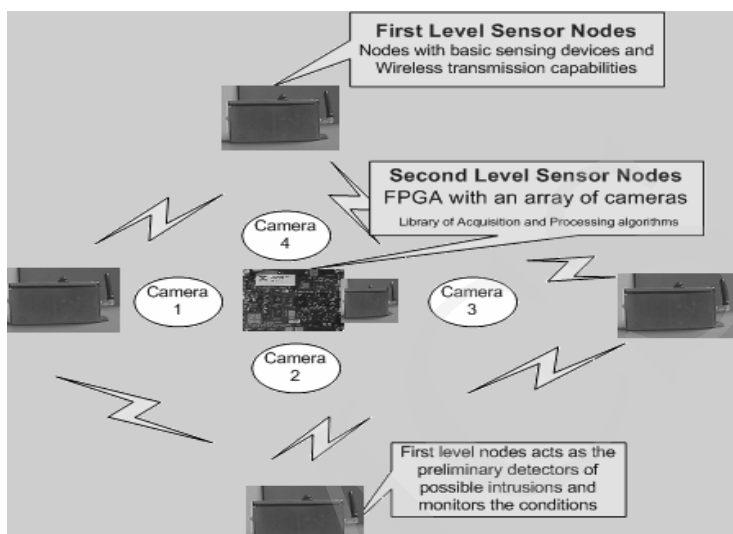 First Level Sensor Nodes
Nodes with basic sensing devices and
Wireless transmission capabilities
Second Level Sensor Nodes
FPGA with an array of cameras
Library of Acquisition and Processing algorithms
Camera
4
Camera
1
Camera
3
Camera
2
First level nodes acts as the
preliminary detectors of
possible intrusions and
monitors the conditions